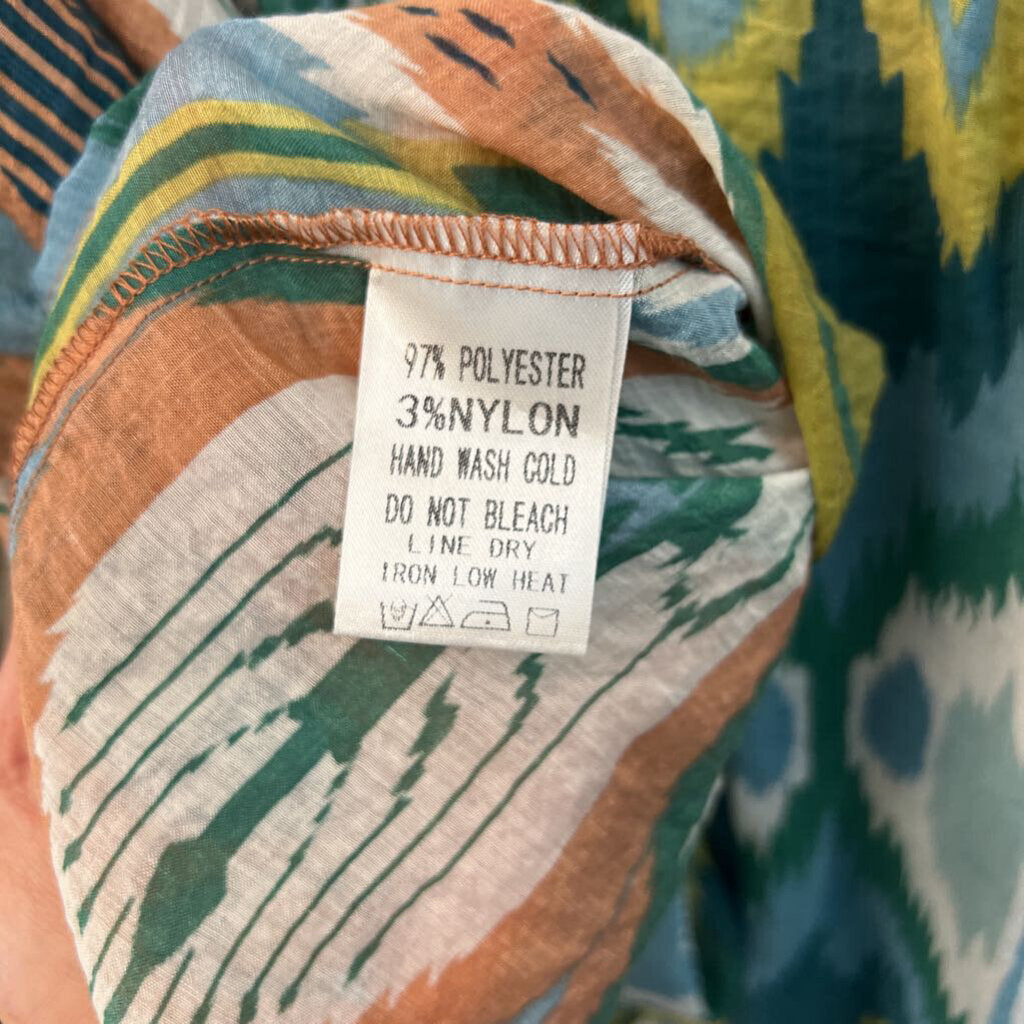 97% POLYESTER
3%NYLON
HAND WASH COLD
DO NOT BLEACH
LINE DRY
IRON LOW HEAT